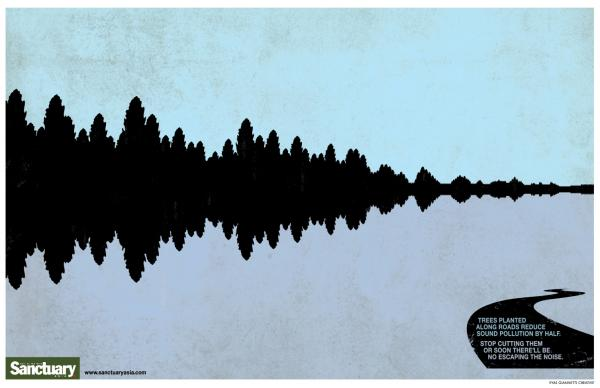 TREES PLANTED
ALONG ROADS REDUCE
SOUND POLLUTION BY HALF.
STOP CUTTING THEM
OR SOON THERE'LL BE
NO ESCAPING THE NOISE.
Sanctuary
ASIA
www.sanctuaryasia.com